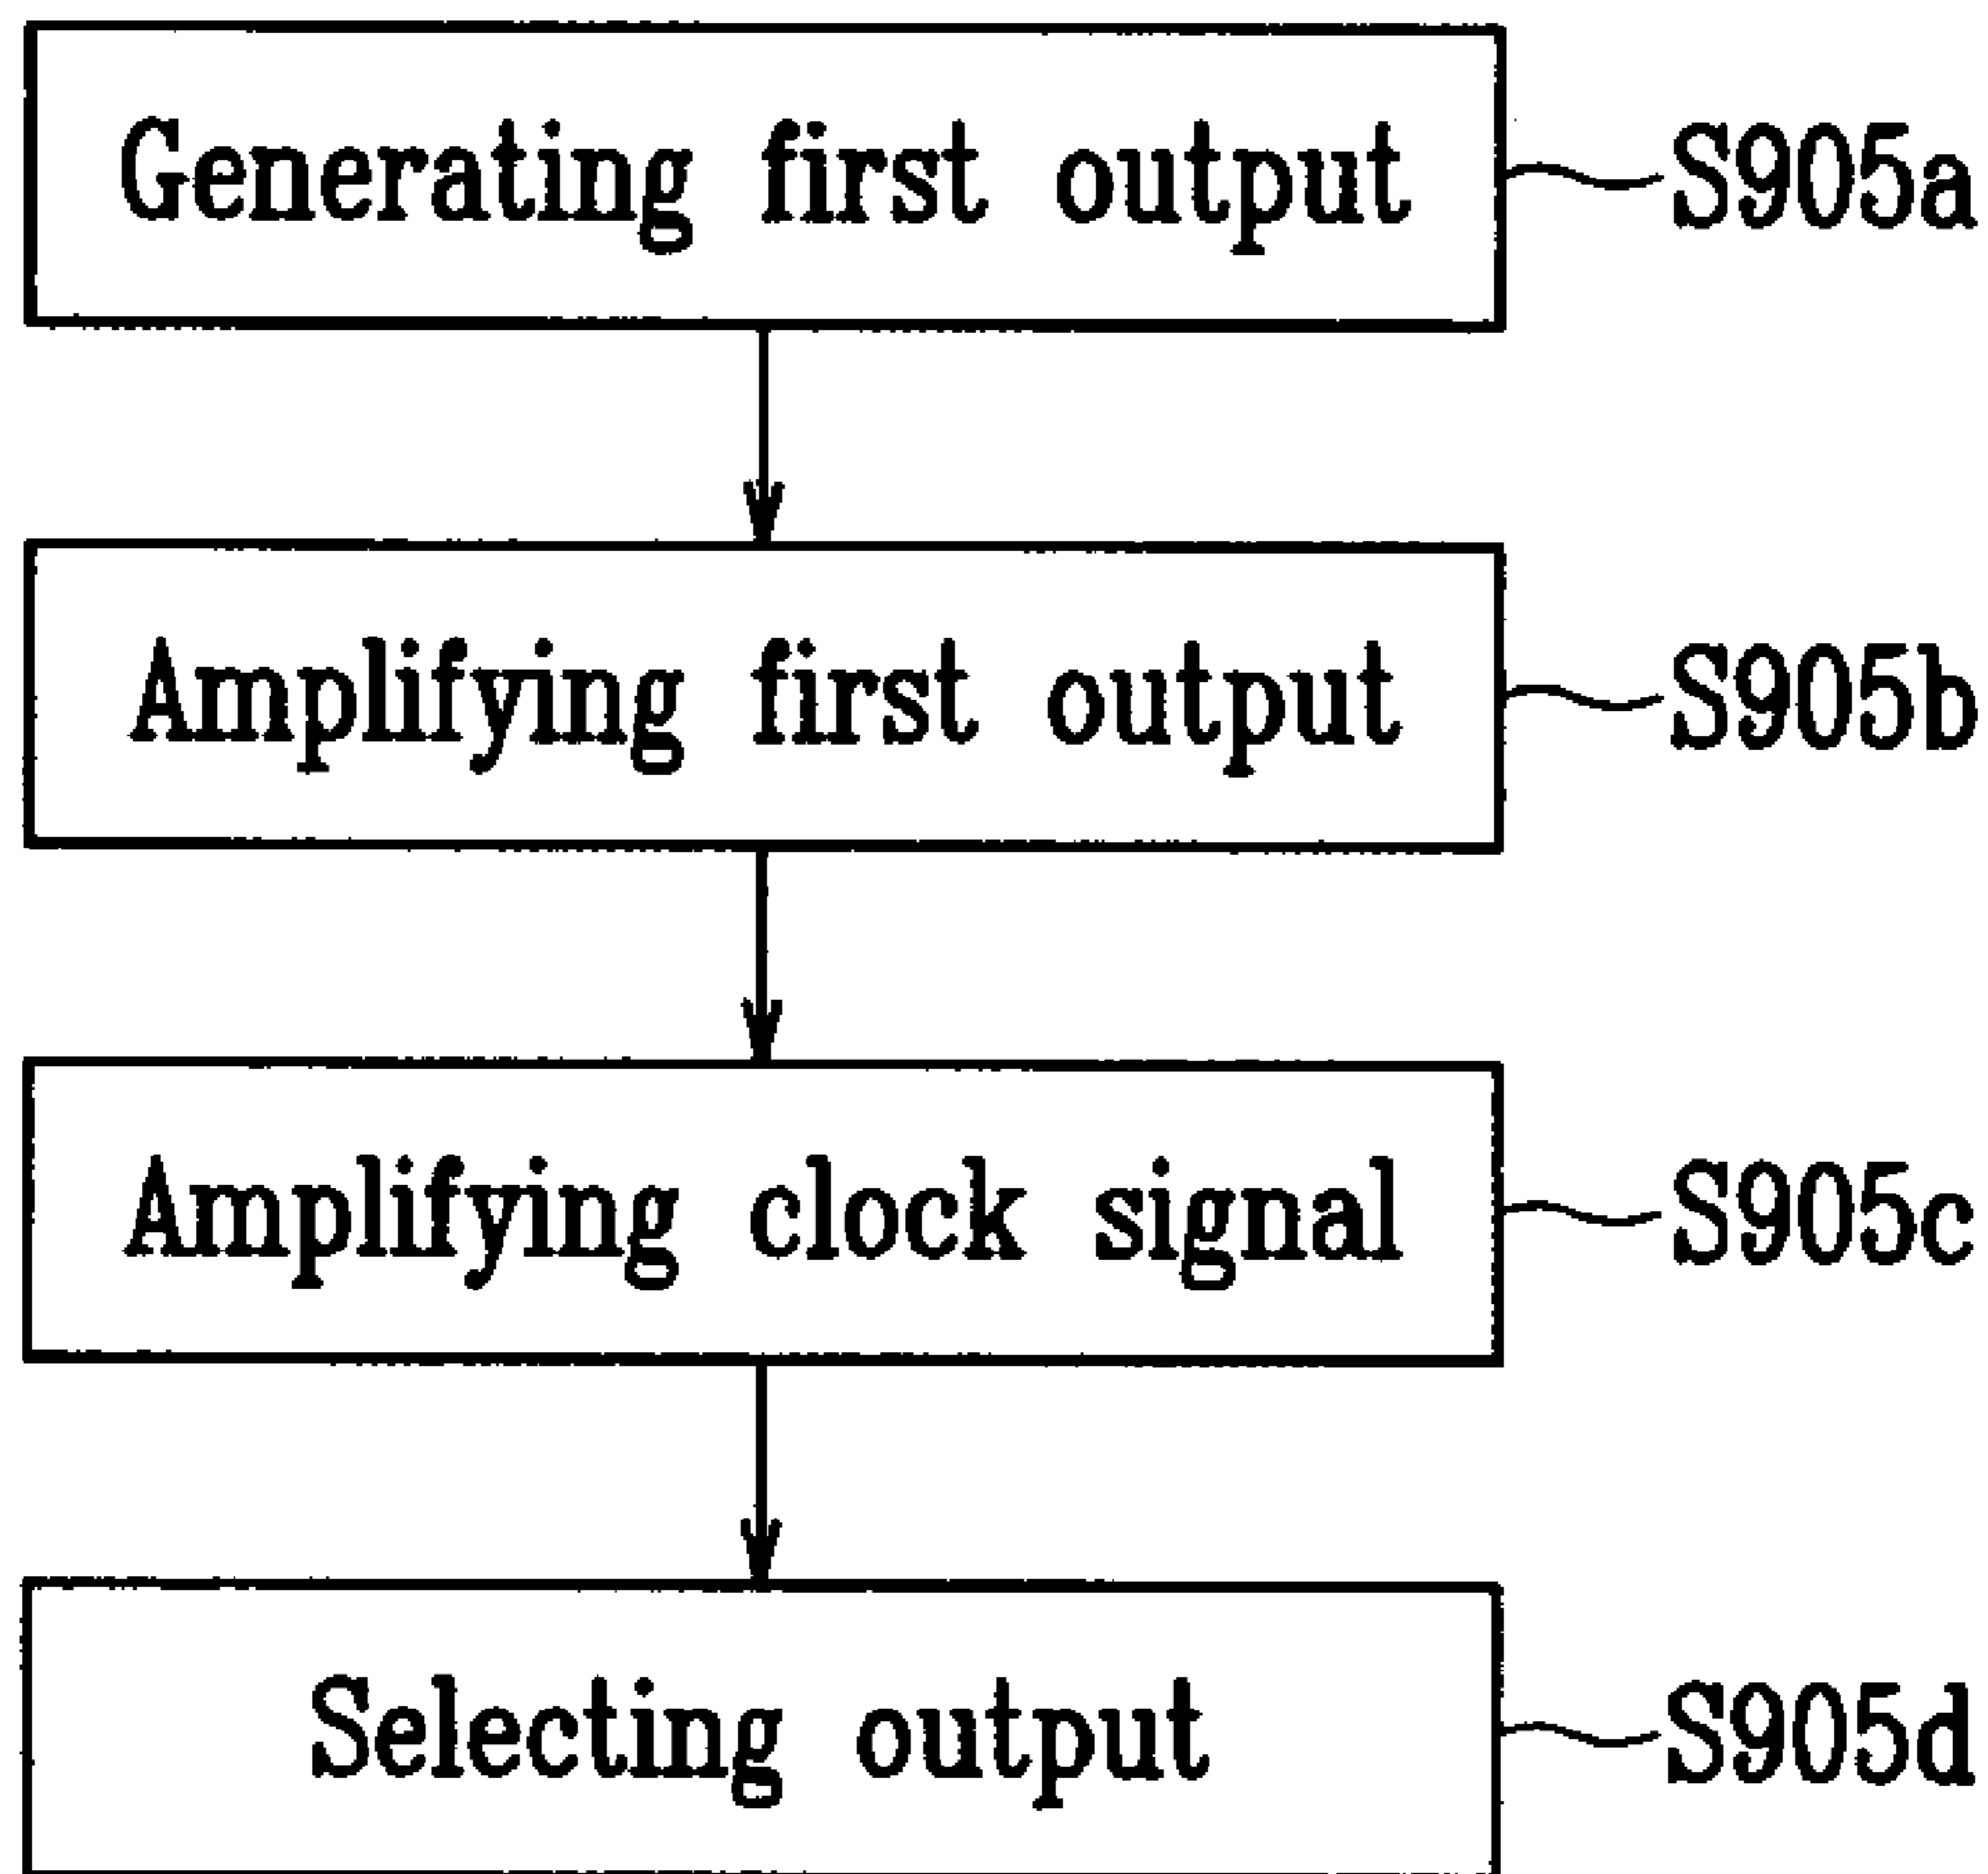 Generating first output S905a
Amplifying first output S905b
Amplifying clock signal S905c
Selecting output S905d